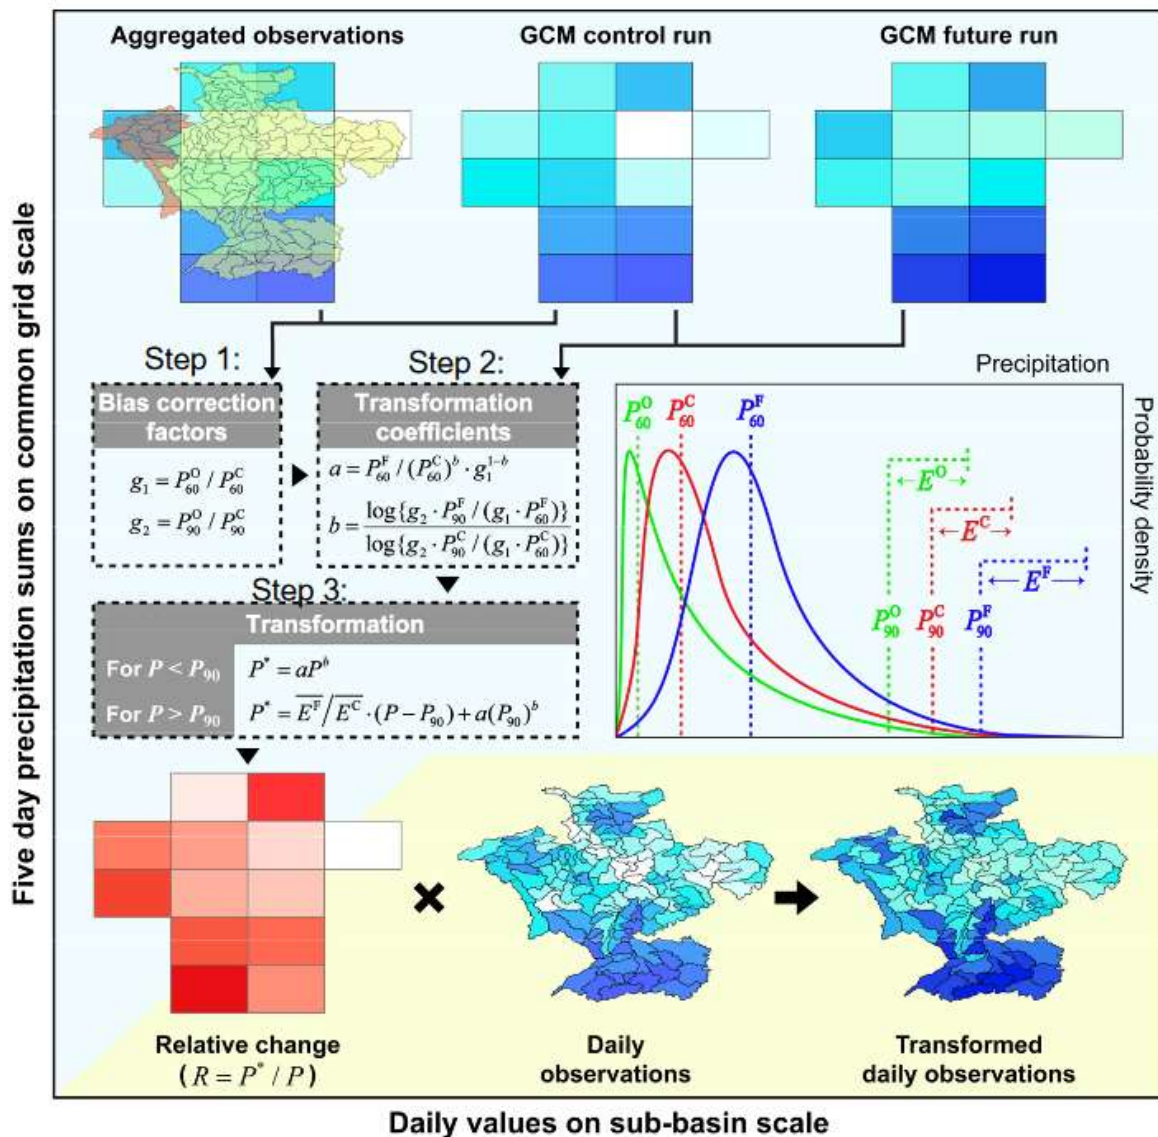 Aggregated observations
GCM control run
GCM future run
Five day precipitation sums on common grid scale
Step 1:
Bias correction
factors
g₁ = P₆₀ᴼ / P₆₀ᶜ
g₂ = P₉₀ᴼ / P₉₀ᶜ
Step 2:
Transformation
coefficients
a = P₆₀ᶠ / (P₆₀ᶜ)ᵇ · g₁¹⁻ᵇ
b = log{g₂ · P₉₀ᶠ / (g₁ · P₆₀ᶠ)}
log{g₂ · P₉₀ᶜ / (g₁ · P₆₀ᶜ)}
Step 3:
Transformation
For P < P₉₀ P* = aPᵇ
For P > P₉₀ P* = E̅ᶠ/E̅ᶜ · (P − P₉₀) + a(P₉₀)ᵇ
Precipitation
Probability density
P₆₀ᴼ P₆₀ᶜ P₆₀ᶠ
Eᴼ
Eᶜ
Eᶠ
P₉₀ᴼ P₉₀ᶜ P₉₀ᶠ
Relative change
(R = P* / P)
Daily
observations
Transformed
daily observations
Daily values on sub-basin scale